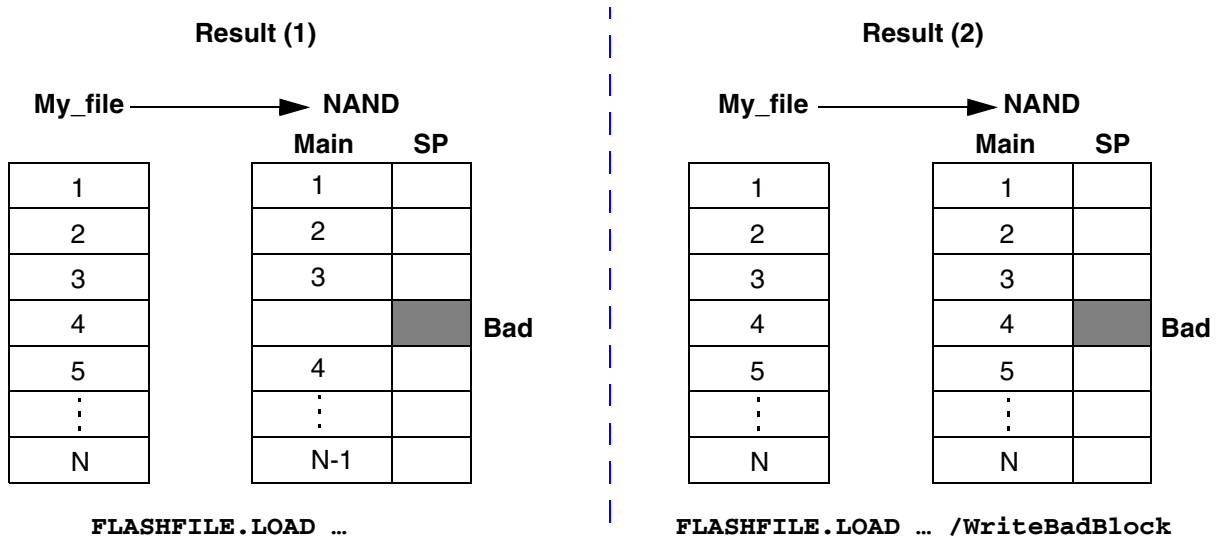 Result (1)
My_file NAND
Main SP
1 1
2 2
3 3
4 Bad
5 4
N N-1
FLASHFILE.LOAD …
Result (2)
My_file NAND
Main SP
1 1
2 2
3 3
4 4 Bad
5 5
N N
FLASHFILE.LOAD … /WriteBadBlock